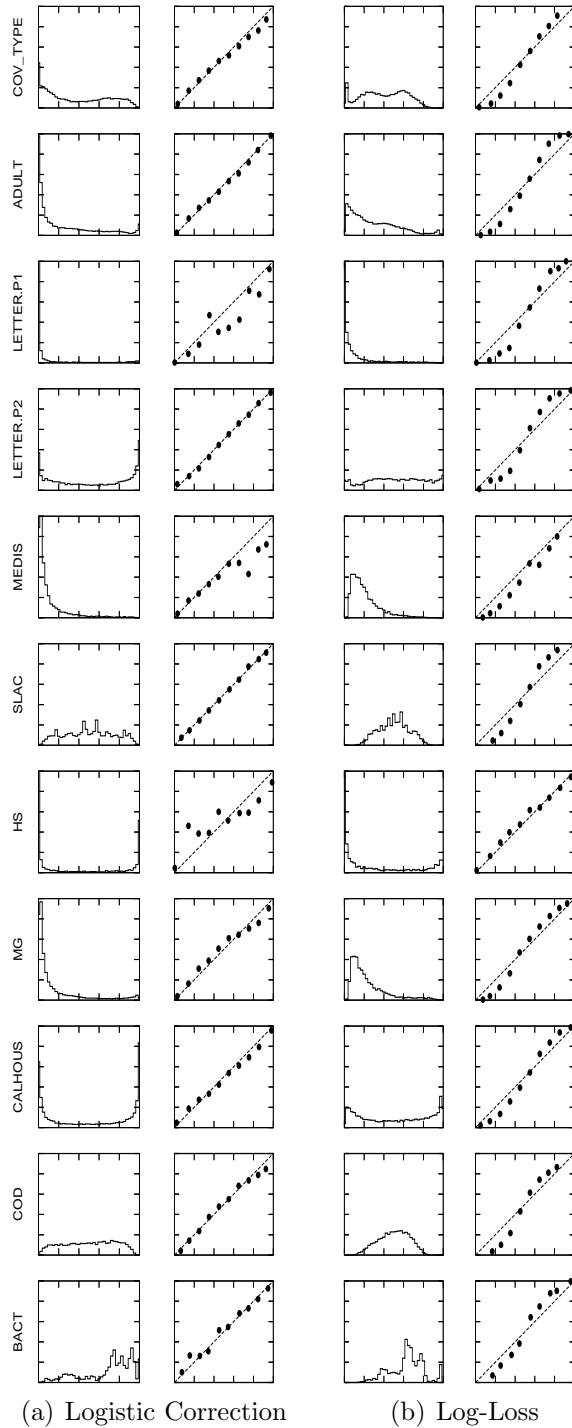 COV_TYPE
ADULT
LETTER.P1
LETTER.P2
MEDIS
SLAC
HS
MG
CALHOUS
COD
BACT
(a) Logistic Correction (b) Log-Loss